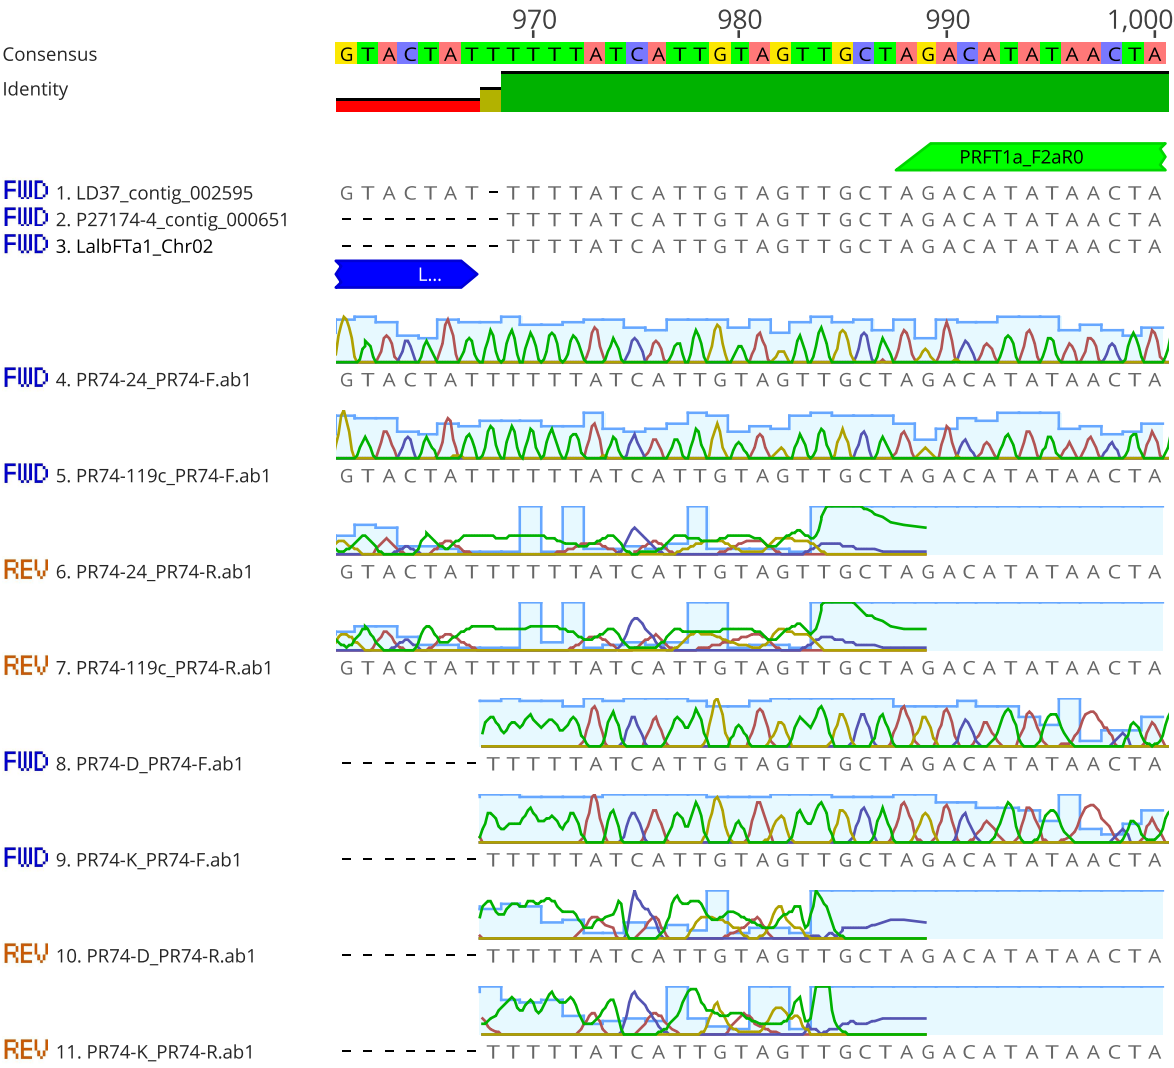 970 980 990 1,000
Consensus G T A C T A T T T T T T A T C A T T G T A G T T G C T A G A C A T A T A A C T A
Identity
PRFT1a_F2aR0
FWD 1. LD37_contig_002595 G T A C T A T - T T T T A T C A T T G T A G T T G C T A G A C A T A T A A C T A
FWD 2. P27174-4_contig_000651 - - - - - - - - T T T T A T C A T T G T A G T T G C T A G A C A T A T A A C T A
FWD 3. LalbFTa1_Chr02 - - - - - - - - T T T T A T C A T T G T A G T T G C T A G A C A T A T A A C T A
L...
FWD 4. PR74-24_PR74-F.ab1 G T A C T A T T T T T T A T C A T T G T A G T T G C T A G A C A T A T A A C T A
FWD 5. PR74-119c_PR74-F.ab1 G T A C T A T T T T T T A T C A T T G T A G T T G C T A G A C A T A T A A C T A
REV 6. PR74-24_PR74-R.ab1 G T A C T A T T T T T T A T C A T T G T A G T T G C T A G A C A T A T A A C T A
REV 7. PR74-119c_PR74-R.ab1 G T A C T A T T T T T T A T C A T T G T A G T T G C T A G A C A T A T A A C T A
FWD 8. PR74-D_PR74-F.ab1 - - - - - - - T T T T T A T C A T T G T A G T T G C T A G A C A T A T A A C T A
FWD 9. PR74-K_PR74-F.ab1 - - - - - - - T T T T T A T C A T T G T A G T T G C T A G A C A T A T A A C T A
REV 10. PR74-D_PR74-R.ab1 - - - - - - - T T T T T A T C A T T G T A G T T G C T A G A C A T A T A A C T A
REV 11. PR74-K_PR74-R.ab1 - - - - - - - T T T T T A T C A T T G T A G T T G C T A G A C A T A T A A C T A